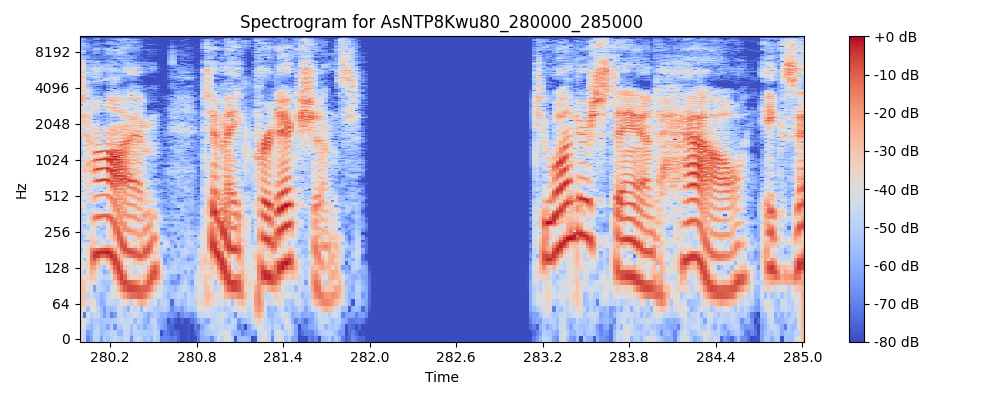 Spectrogram for AsNTP8Kwu80_280000_285000
Hz
8192
4096
2048
1024
512
256
128
64
0
280.2 280.8 281.4 282.0 282.6 283.2 283.8 284.4 285.0
Time
+0 dB
-10 dB
-20 dB
-30 dB
-40 dB
-50 dB
-60 dB
-70 dB
-80 dB